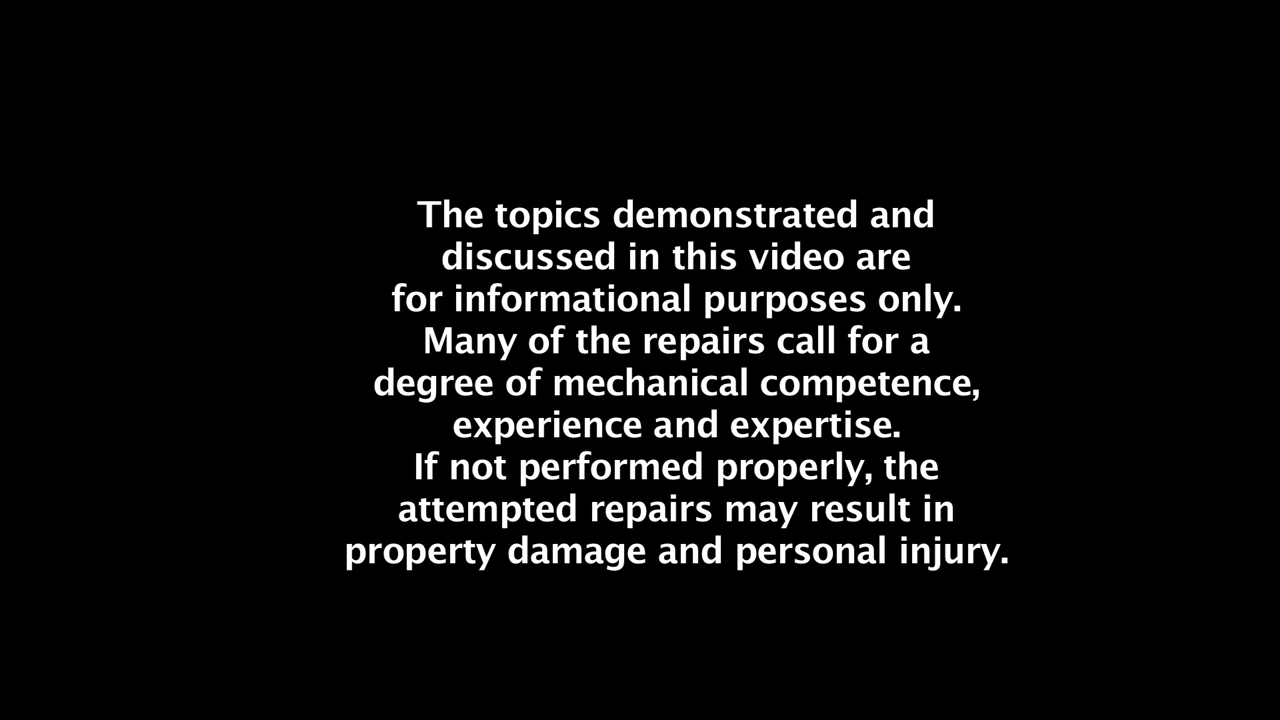 The topics demonstrated and
discussed in this video are
for informational purposes only.
Many of the repairs call for a
degree of mechanical competence,
experience and expertise.
If not performed properly, the
attempted repairs may result in
property damage and personal injury.